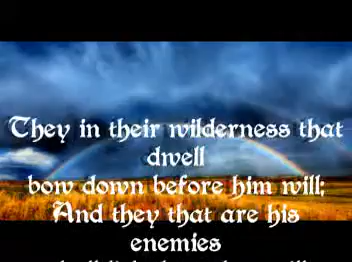 They in their wilderness that
dwell
bow down before him will;
And they that are his
enemies